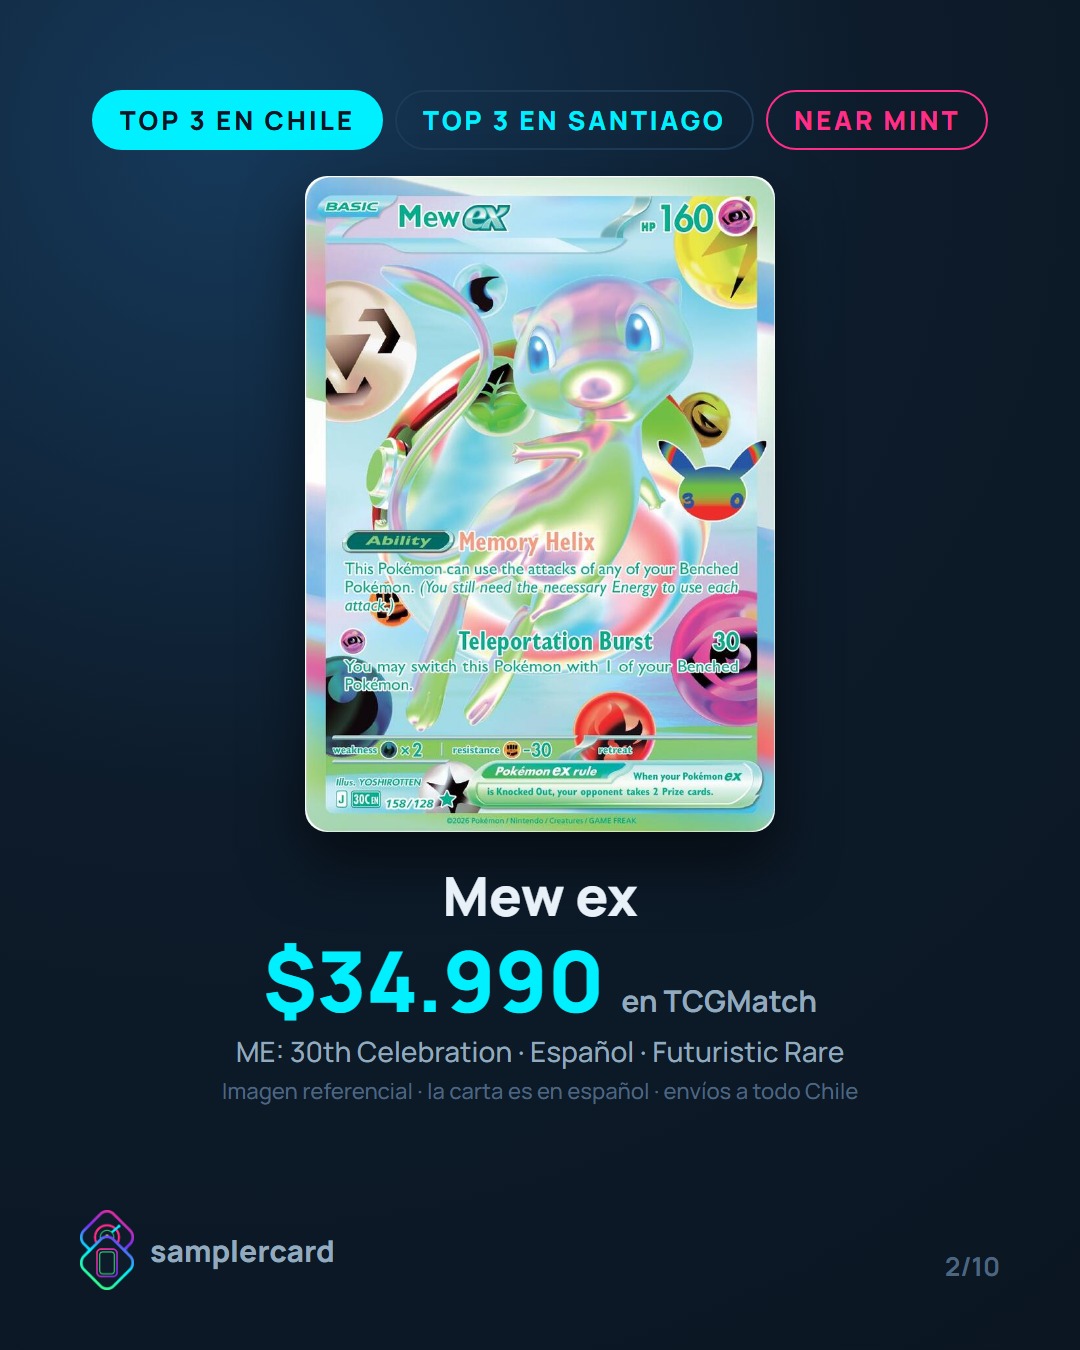 TOP 3 EN CHILE
TOP 3 EN SANTIAGO
NEAR MINT
BASIC
Mew ex
HP 160
30
Ability Memory Helix
This Pokémon can use the attacks of any of your Benched
Pokémon. (You still need the necessary Energy to use each
attack.)
Teleportation Burst 30
You may switch this Pokémon with 1 of your Benched
Pokémon.
weakness ×2 resistance -30 retreat
Pokémon ex rule
When your Pokémon ex
is Knocked Out, your opponent takes 2 Prize cards.
Illus. YOSHIROTTEN
J 30C EN 158/128
©2026 Pokémon / Nintendo / Creatures / GAME FREAK
Mew ex
$34.990 en TCGMatch
ME: 30th Celebration · Español · Futuristic Rare
Imagen referencial · la carta es en español · envíos a todo Chile
samplercard
2/10